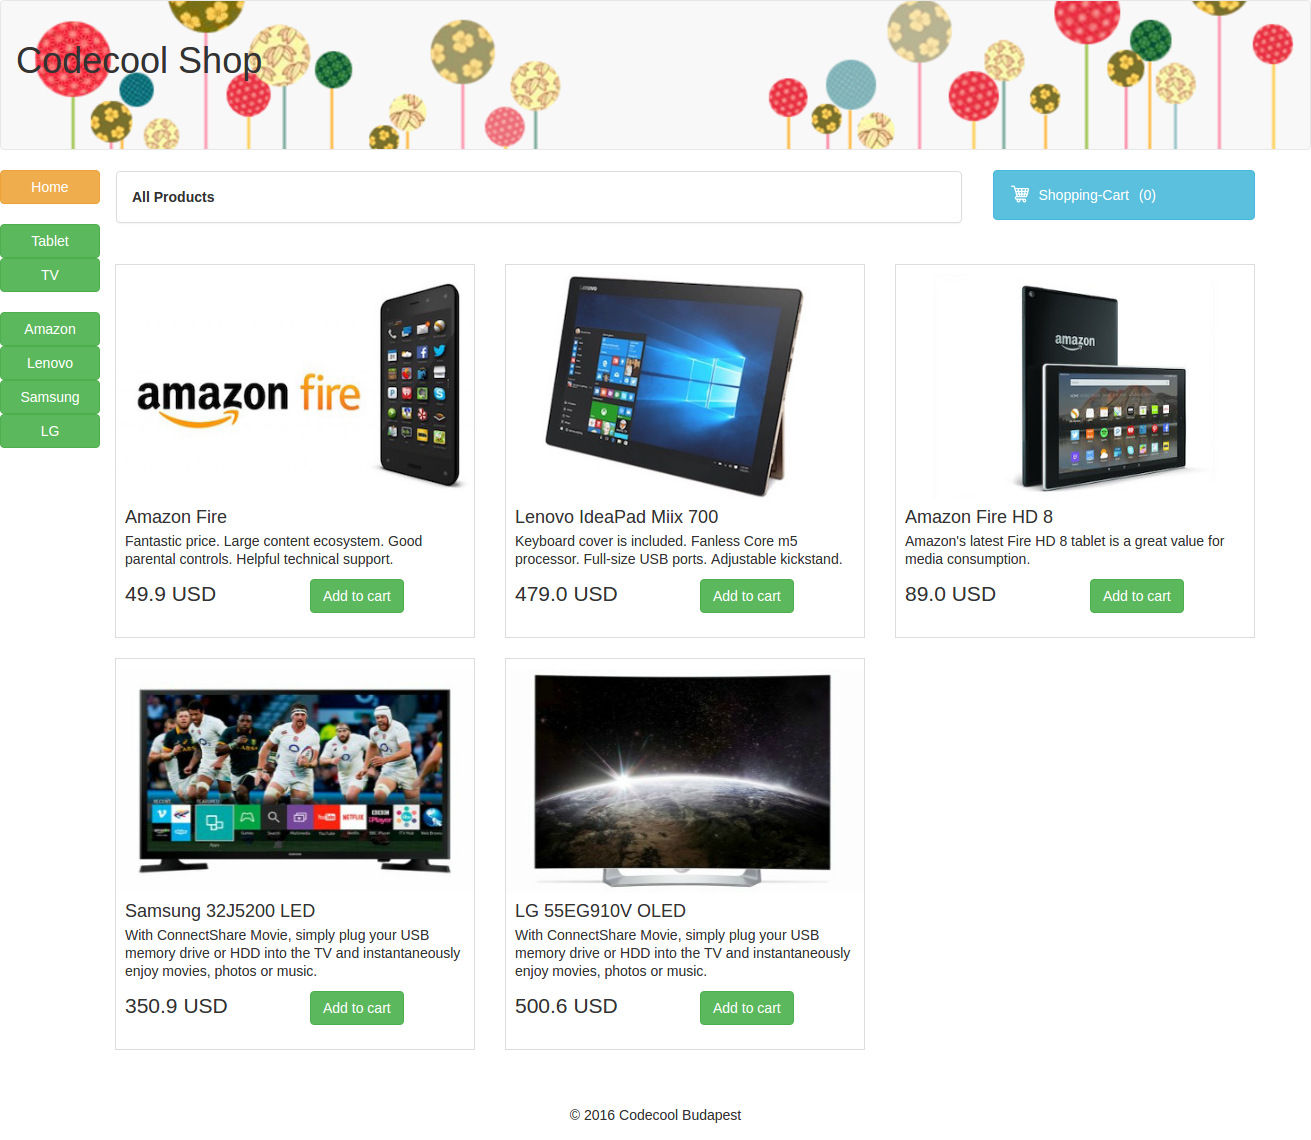 Codecool Shop
Home
All Products
Shopping-Cart (0)
Tablet
TV
Amazon
Lenovo
Samsung
LG
amazon fire
Lenovo
amazon
Amazon Fire
Fantastic price. Large content ecosystem. Good
parental controls. Helpful technical support.
49.9 USD
Add to cart
Lenovo IdeaPad Miix 700
Keyboard cover is included. Fanless Core m5
processor. Full-size USB ports. Adjustable kickstand.
479.0 USD
Add to cart
Amazon Fire HD 8
Amazon's latest Fire HD 8 tablet is a great value for
media consumption.
89.0 USD
Add to cart
Samsung 32J5200 LED
With ConnectShare Movie, simply plug your USB
memory drive or HDD into the TV and instantaneously
enjoy movies, photos or music.
350.9 USD
Add to cart
LG 55EG910V OLED
With ConnectShare Movie, simply plug your USB
memory drive or HDD into the TV and instantaneously
enjoy movies, photos or music.
500.6 USD
Add to cart
© 2016 Codecool Budapest